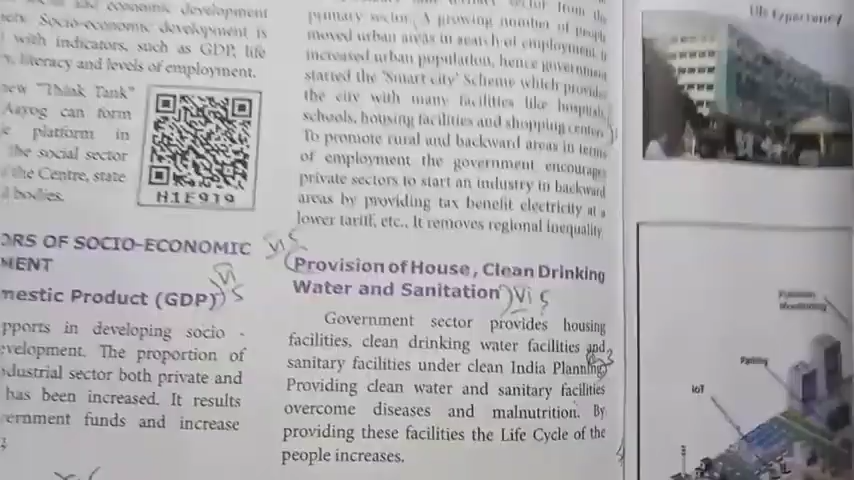 economic development
Socio-economic development is
with indicators, such as GDP, life
literacy and levels of employment.
new "Think Tank"
Aayog can form
platform in
the social sector
the Centre, state
bodies.
H1E9T9
ORS OF SOCIO-ECONOMIC
MENT
mestic Product (GDP)
pports in developing socio -
evelopment. The proportion of
dustrial sector both private and
has been increased. It results
ernment funds and increase
primary sector. A growing number of people
moved urban areas in search of employment. It
increased urban population, hence government
started the 'Smart city' Scheme which provides
the city with many facilities like hospitals,
schools, housing facilities and shopping centers
To promote rural and backward areas in terms
of employment the government encourages
private sectors to start an industry in backward
areas by providing tax benefit electricity at a
lower tariff, etc., It removes regional inequality
Provision of House, Clean Drinking
Water and Sanitation
Government sector provides housing
facilities, clean drinking water facilities and
sanitary facilities under clean India Planning
Providing clean water and sanitary facilities
overcome diseases and malnutrition. By
providing these facilities the Life Cycle of the
people increases.
Life Expectancy
Monitoring
Parking
IoT